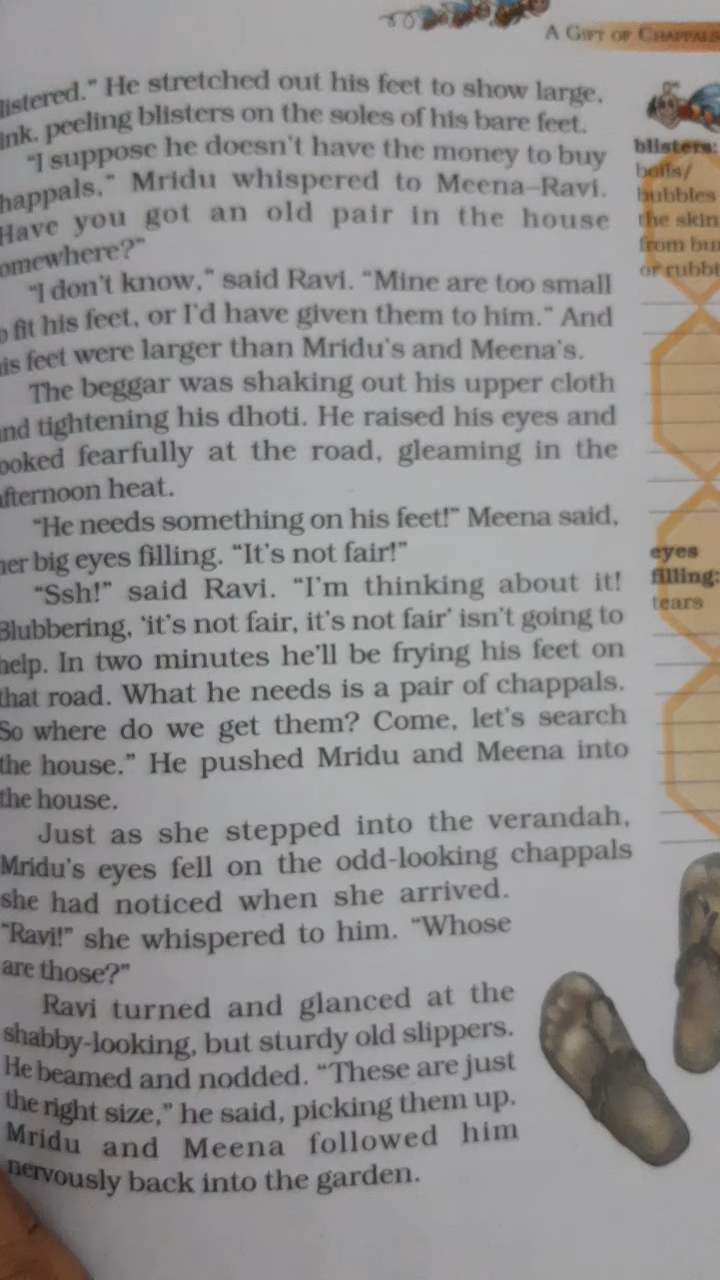 A GIFT OF CHAPPALS
listered." He stretched out his feet to show large,
ink, peeling blisters on the soles of his bare feet.
"I suppose he doesn't have the money to buy
happals," Mridu whispered to Meena–Ravi.
Have you got an old pair in the house
omewhere?"
"I don't know," said Ravi. "Mine are too small
o fit his feet, or I'd have given them to him." And
is feet were larger than Mridu's and Meena's.
The beggar was shaking out his upper cloth
and tightening his dhoti. He raised his eyes and
ooked fearfully at the road, gleaming in the
afternoon heat.
"He needs something on his feet!" Meena said,
her big eyes filling. "It's not fair!"
"Ssh!" said Ravi. "I'm thinking about it!
Blubbering, 'it's not fair, it's not fair' isn't going to
help. In two minutes he'll be frying his feet on
that road. What he needs is a pair of chappals.
So where do we get them? Come, let's search
the house." He pushed Mridu and Meena into
the house.
Just as she stepped into the verandah,
Mridu's eyes fell on the odd-looking chappals
she had noticed when she arrived.
"Ravi!" she whispered to him. "Whose
are those?"
Ravi turned and glanced at the
shabby-looking, but sturdy old slippers.
He beamed and nodded. "These are just
the right size," he said, picking them up.
Mridu and Meena followed him
nervously back into the garden.
blisters:
boils/
bubbles
the skin
from bur
or rubbi
eyes
filling:
tears